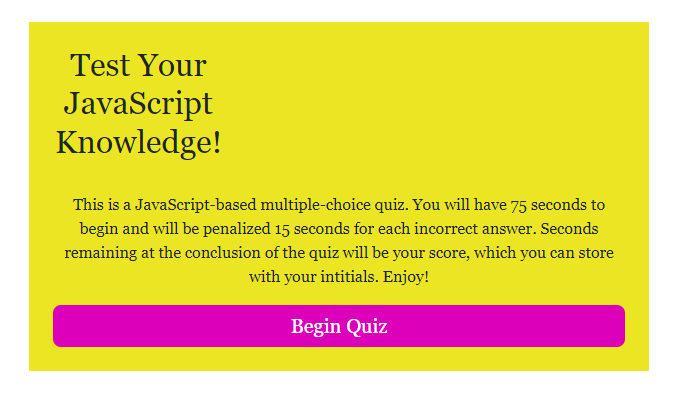 Test Your
JavaScript
Knowledge!
This is a JavaScript-based multiple-choice quiz. You will have 75 seconds to
begin and will be penalized 15 seconds for each incorrect answer. Seconds
remaining at the conclusion of the quiz will be your score, which you can store
with your intitials. Enjoy!
Begin Quiz